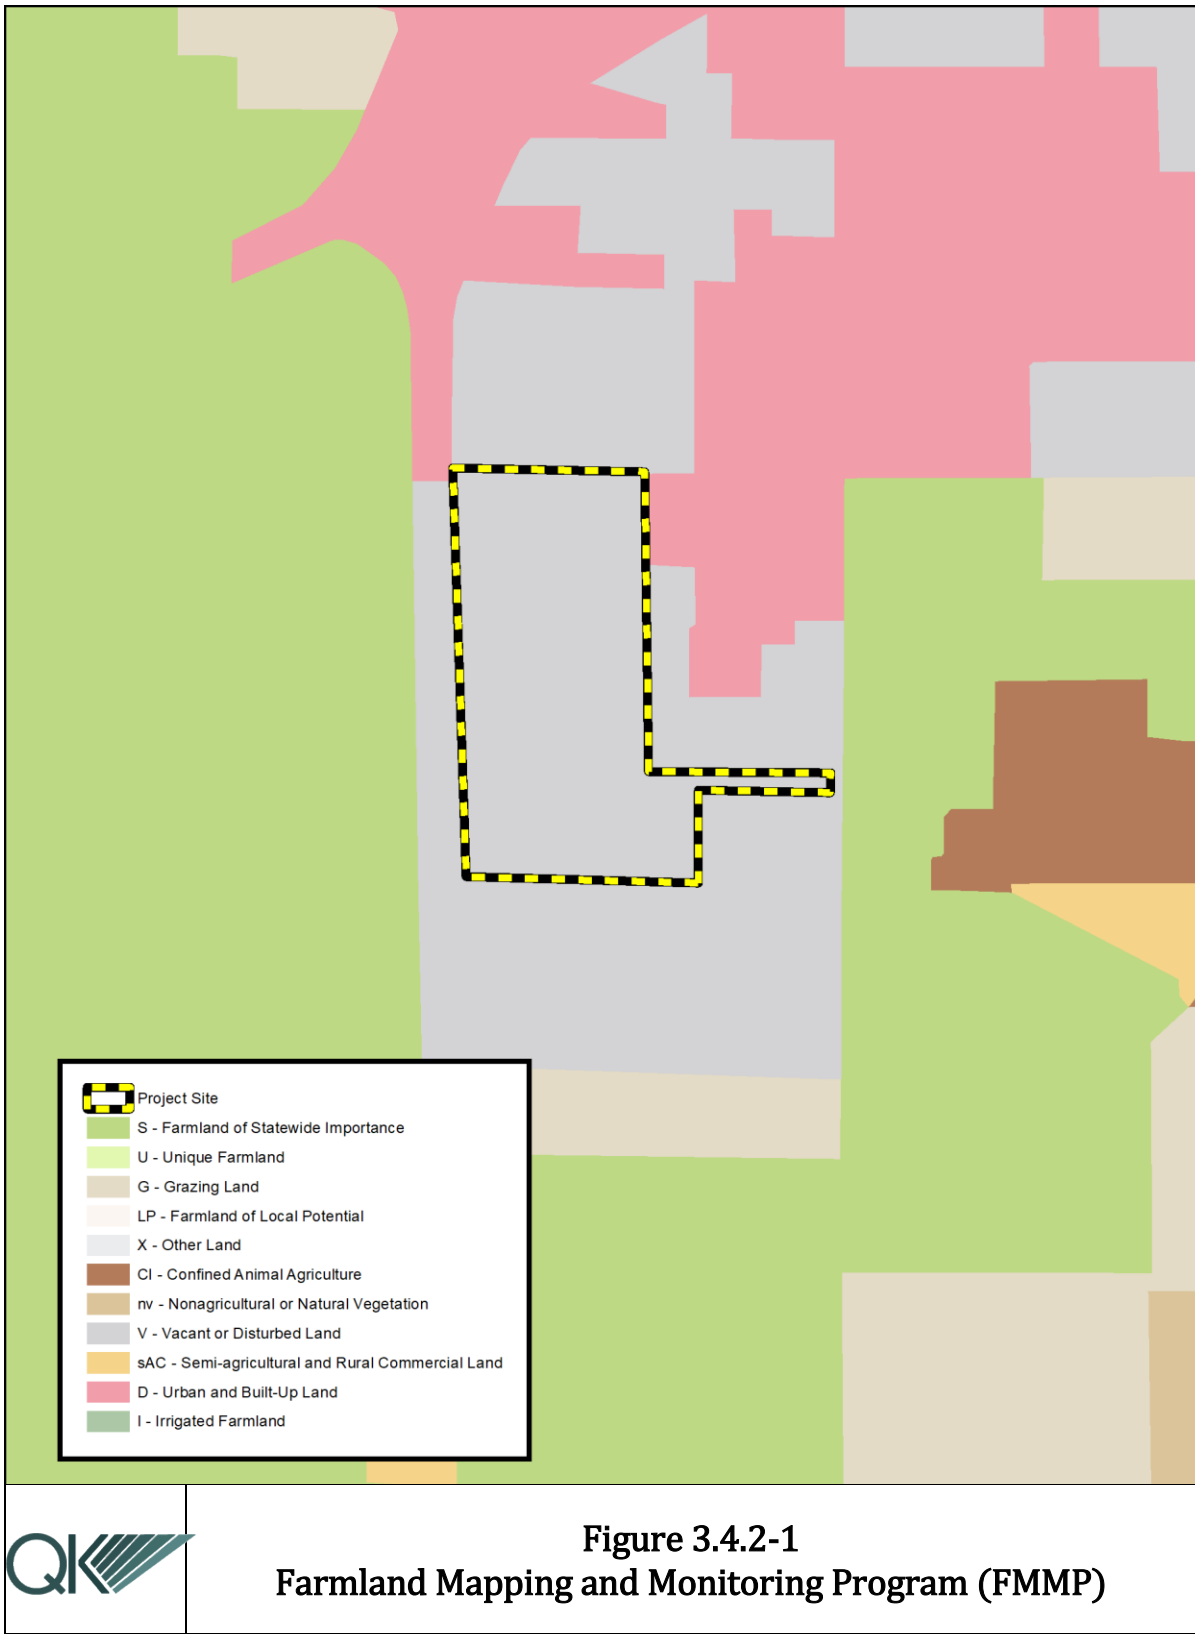 Project Site
S - Farmland of Statewide Importance
U - Unique Farmland
G - Grazing Land
LP - Farmland of Local Potential
X - Other Land
CI - Confined Animal Agriculture
nv - Nonagricultural or Natural Vegetation
V - Vacant or Disturbed Land
sAC - Semi-agricultural and Rural Commercial Land
D - Urban and Built-Up Land
I - Irrigated Farmland
QK
Figure 3.4.2-1
Farmland Mapping and Monitoring Program (FMMP)